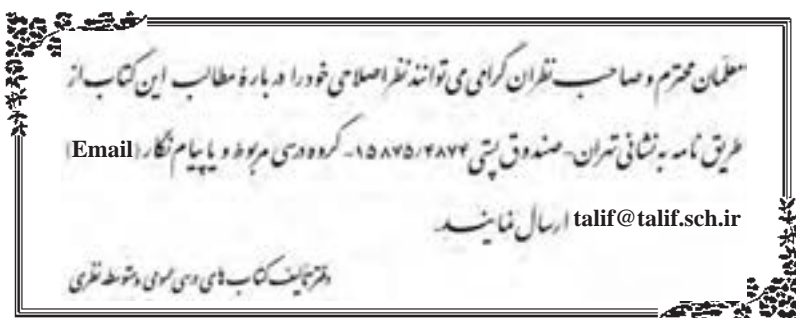 معلمان محترم و صاحب نظران گرامی می توانند نظر اصلاحی خود را دربارهٔ مطالب این کتاب از
طریق نامه به نشانی تهران - صندوق پستی ۱۵۸۷۵/۴۸۷۴ - گروه درسی مربوط و یا پیام نگار (Email)
talif@talif.sch.ir ارسال نمایند.
دفتر تألیف کتاب های درسی عمومی و متوسطه نظری